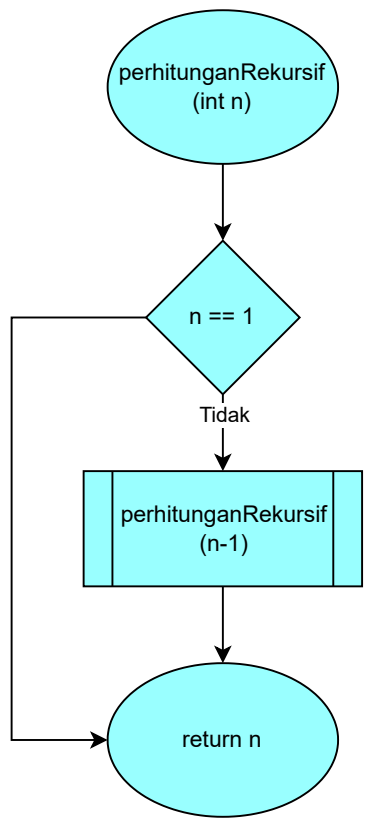 perhitunganRekursif
(int n)
n == 1
Tidak
perhitunganRekursif
(n-1)
return n